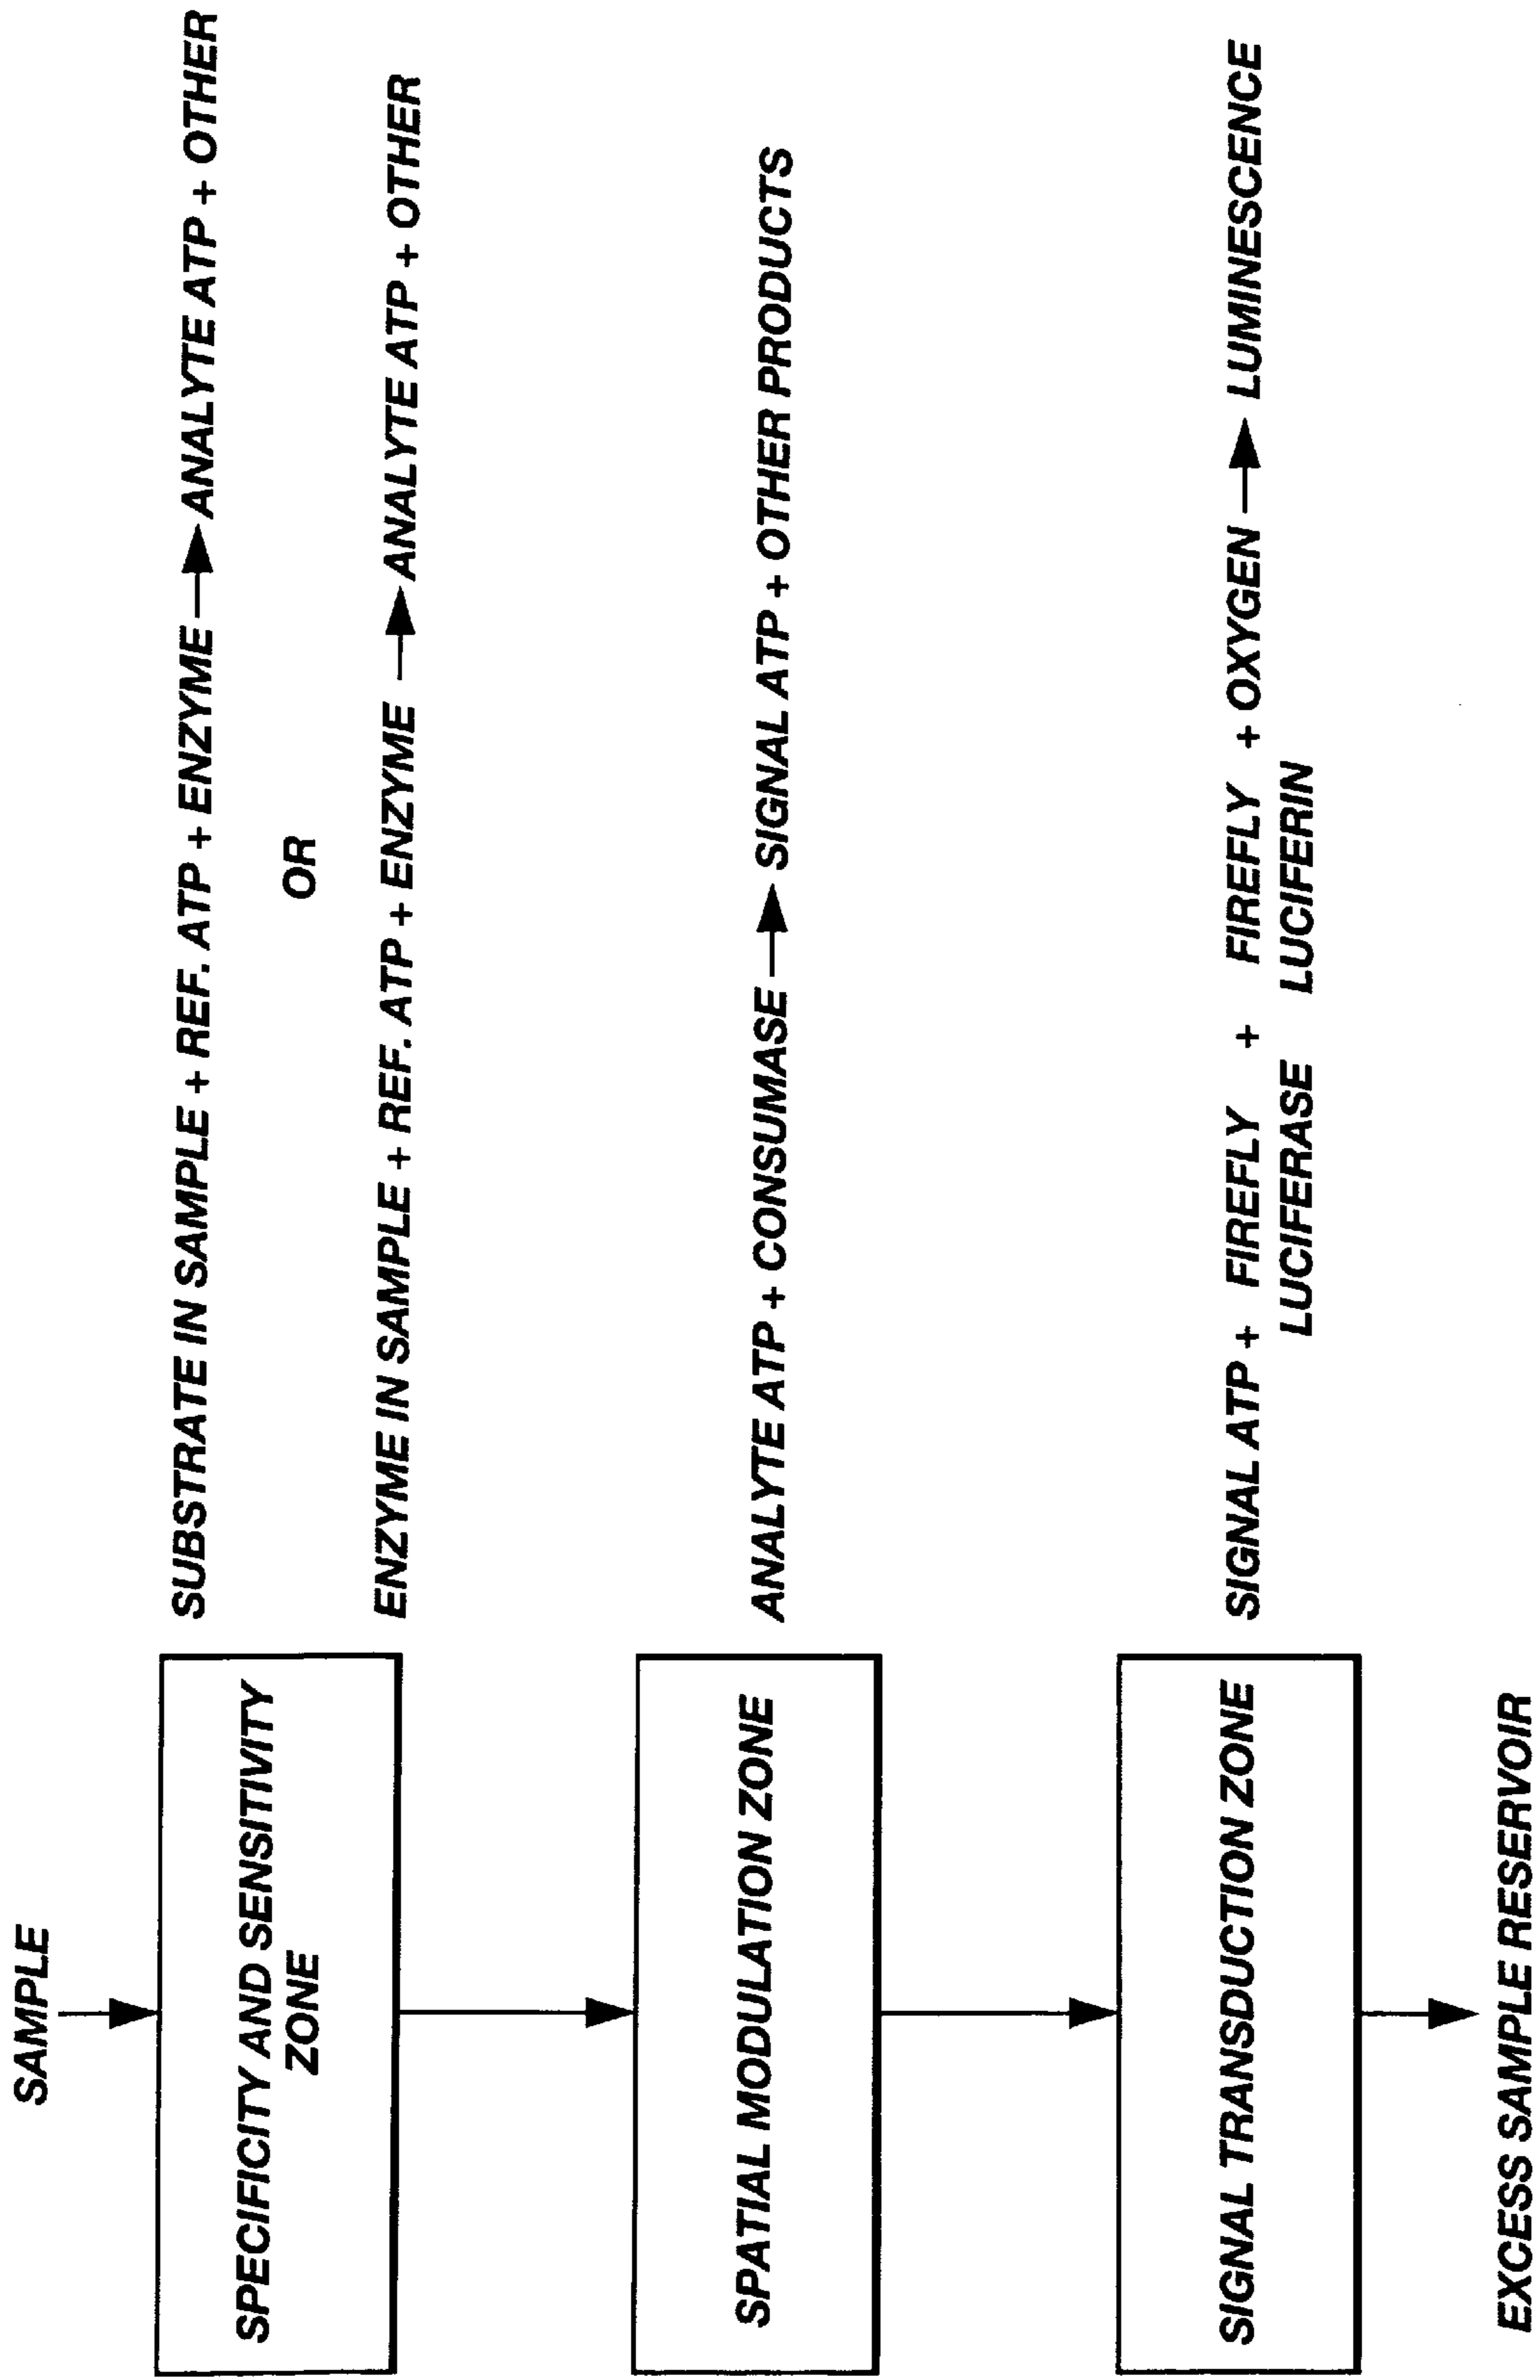 SAMPLE
SPECIFICITY AND SENSITIVITY
ZONE
SUBSTRATE IN SAMPLE + REF. ATP + ENZYME → ANALYTE ATP + OTHER
OR
ENZYME IN SAMPLE + REF. ATP + ENZYME → ANALYTE ATP + OTHER
SPATIAL MODULATION ZONE
ANALYTE ATP + CONSUMASE → SIGNAL ATP + OTHER PRODUCTS
SIGNAL TRANSDUCTION ZONE
SIGNAL ATP + FIREFLY + FIREFLY + OXYGEN → LUMINESCENCE
LUCIFERASE LUCIFERIN
EXCESS SAMPLE RESERVOIR